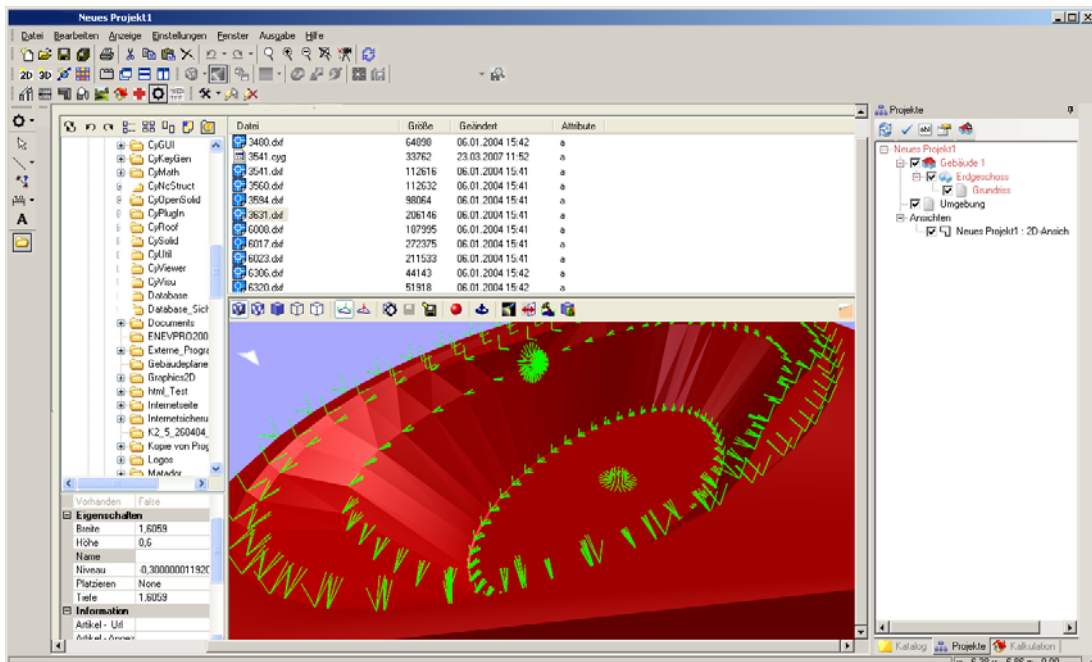 Neues Projekt1
Datei Bearbeiten Anzeige Einstellungen Fenster Ausgabe Hilfe
2D 3D
A
CyGUI
CyKeyGen
CyMath
CyNcStruct
CyOpenSolid
CyPlugIn
CyRoof
CySolid
CyUtil
CyViewer
CyVisu
Database
Database_Sich
Documents
ENEVPRO200
Externe_Progra
Gebäudepläne
Graphics2D
html_Test
Internetseite
Internetsicheru
K2_5_260404_
Kopie von Prog
Logos
Matador
Datei Größe Geändert Attribute
3480.dxf 64898 06.01.2004 15:42 a
3541.cyg 33762 23.03.2007 11:52 a
3541.dxf 112616 06.01.2004 15:41 a
3560.dxf 112632 06.01.2004 15:41 a
3594.dxf 98064 06.01.2004 15:41 a
3631.dxf 206146 06.01.2004 15:41 a
6008.dxf 187995 06.01.2004 15:41 a
6017.dxf 272375 06.01.2004 15:41 a
6023.dxf 211533 06.01.2004 15:41 a
6306.dxf 44143 06.01.2004 15:42 a
6320.dxf 51918 06.01.2004 15:42 a
Vorhanden False
Eigenschaften
Breite 1,6059
Höhe 0,6
Name
Niveau -0,30000001192
Platzieren None
Tiefe 1,6059
Information
Artikel - Url
Projekte
abl
Neues Projekt1
Gebäude 1
Erdgeschoss
Grundriss
Umgebung
Ansichten
Neues Projekt1 : 2D-Ansich
Katalog Projekte Kalkulation